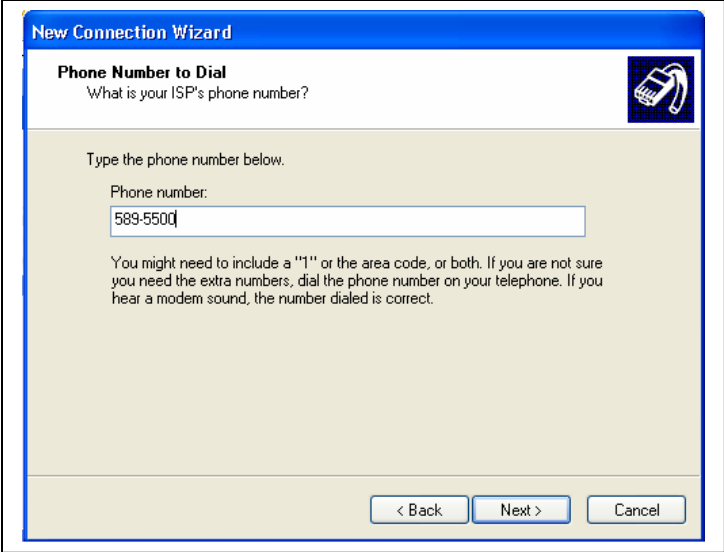 New Connection Wizard
Phone Number to Dial
What is your ISP's phone number?
Type the phone number below.
Phone number:
589-5500
You might need to include a "1" or the area code, or both. If you are not sure
you need the extra numbers, dial the phone number on your telephone. If you
hear a modem sound, the number dialed is correct.
< Back
Next >
Cancel